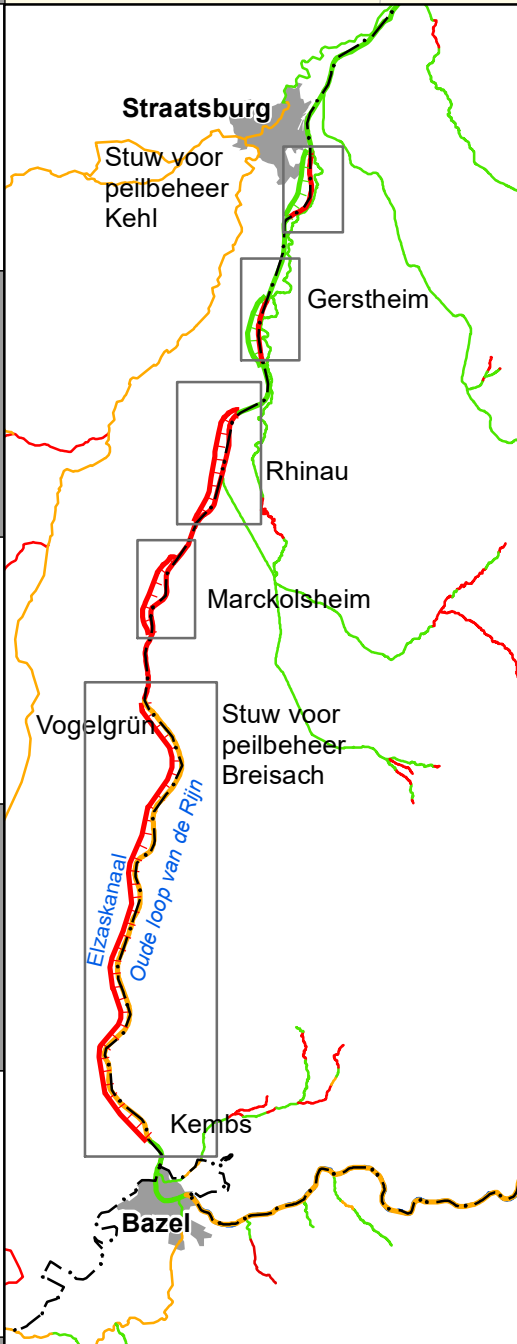 Straatsburg
Stuw voor
peilbeheer
Kehl
Gerstheim
Rhinau
Marckolsheim
Vogelgrün
Stuw voor
peilbeheer
Breisach
Elzaskanaal
Oude loop van de Rijn
Kembs
Bazel